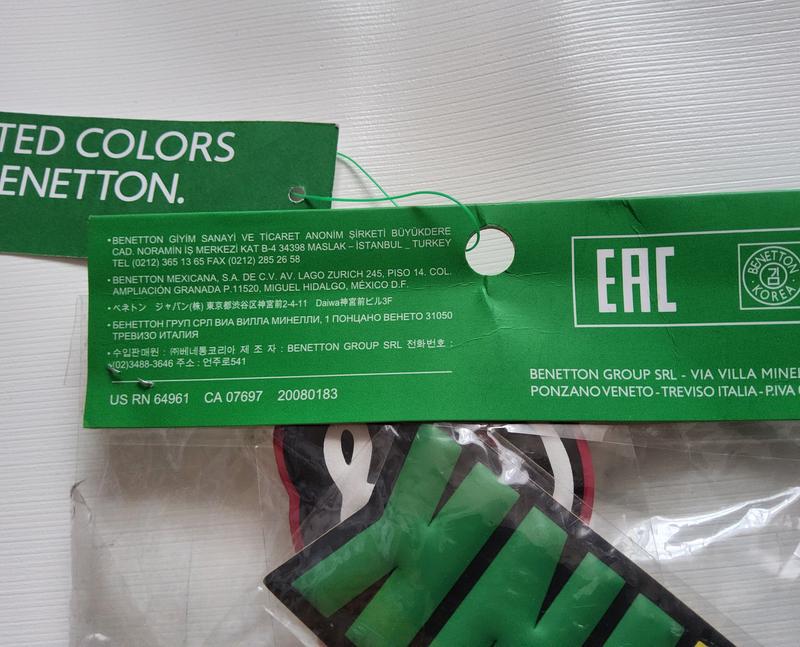 TED COLORS
ENETTON.
• BENETTON GİYİM SANAYİ VE TİCARET ANONİM ŞİRKETİ BÜYÜKDERE
CAD. NORAMİN İŞ MERKEZİ KAT B-4 34398 MASLAK – İSTANBUL _ TURKEY
TEL (0212) 365 13 65 FAX (0212) 285 26 58
• BENETTON MEXICANA, S.A. DE C.V. AV. LAGO ZURICH 245, PISO 14. COL.
AMPLIACIÓN GRANADA P.11520, MIGUEL HIDALGO, MÉXICO D.F.
• ベネトン ジャパン(株) 東京都渋谷区神宮前2-4-11 Daiwa神宮前ビル3F
• БЕНЕТТОН ГРУП СРЛ ВИА ВИЛЛА МИНЕЛЛИ, 1 ПОНЦАНО ВЕНЕТО 31050
ТРЕВИЗО ИТАЛИЯ
• 수입판매원 : ㈜베네통코리아 제 조 자 : BENETTON GROUP SRL 전화번호 :
(02)3488-3646 주소 : 언주로541
US RN 64961 CA 07697 20080183
EAC
BENETTON
KOREA
BENETTON GROUP SRL - VIA VILLA MINEL
PONZANO VENETO - TREVISO ITALIA - P.IVA